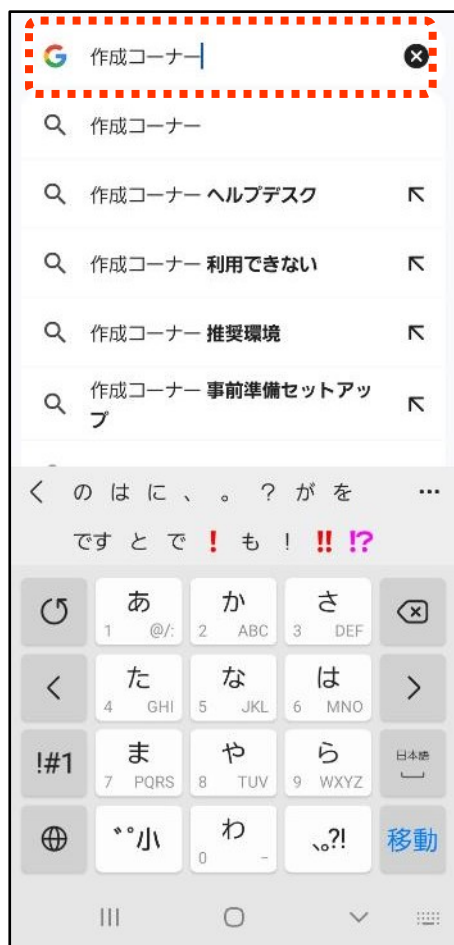 作成コーナー
作成コーナー
作成コーナー ヘルプデスク
作成コーナー 利用できない
作成コーナー 推奨環境
作成コーナー 事前準備セットアッ
プ
の は に 、 。 ? が を
です と で ! も ! !! !?
あ か さ
1 @/: 2 ABC 3 DEF
た な は
4 GHI 5 JKL 6 MNO
!#1 ま や ら 日本語
7 PQRS 8 TUV 9 WXYZ
゛゜小 わ 、。?! 移動
0 -